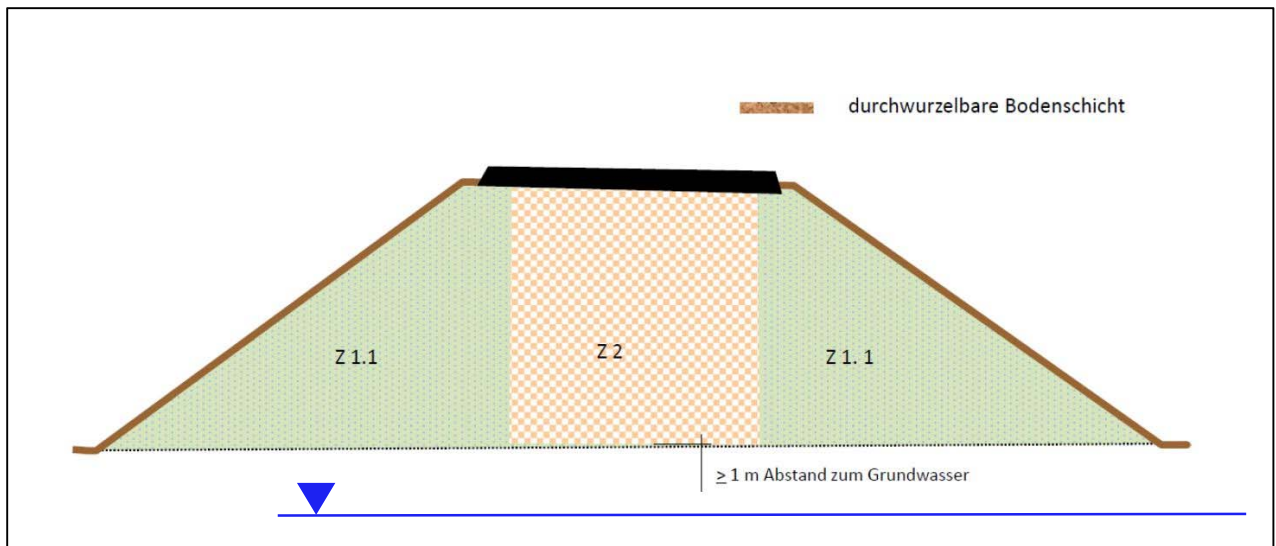 durchwurzelbare Bodenschicht
Z 1.1
Z 2
Z 1. 1
≥ 1 m Abstand zum Grundwasser